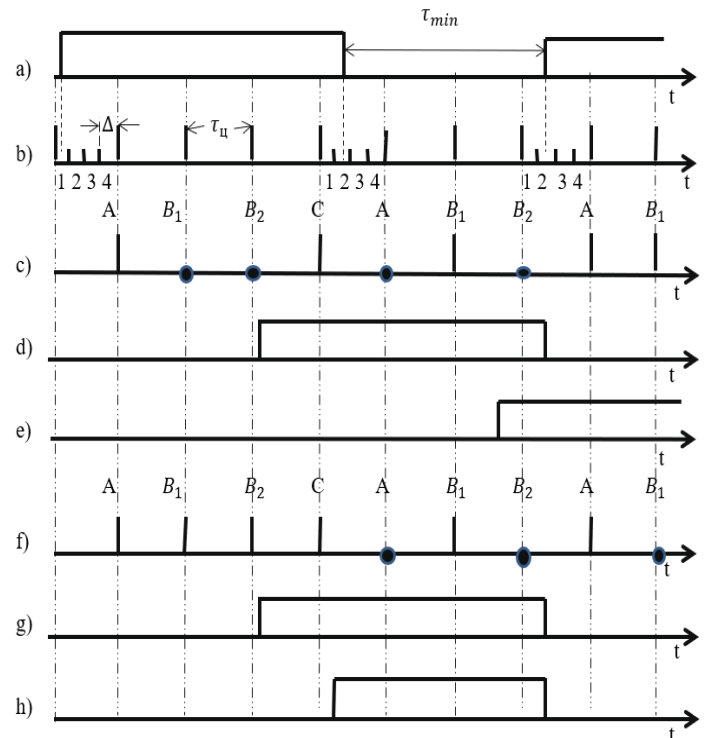 τmin
a)
t
Δ
τц
b)
1 2 3 4
1 2 3 4
1 2 3 4
t
A B1 B2 C A B1 B2 A B1
c)
t
d)
t
e)
t
A B1 B2 C A B1 B2 A B1
f)
t
g)
t
h)
t